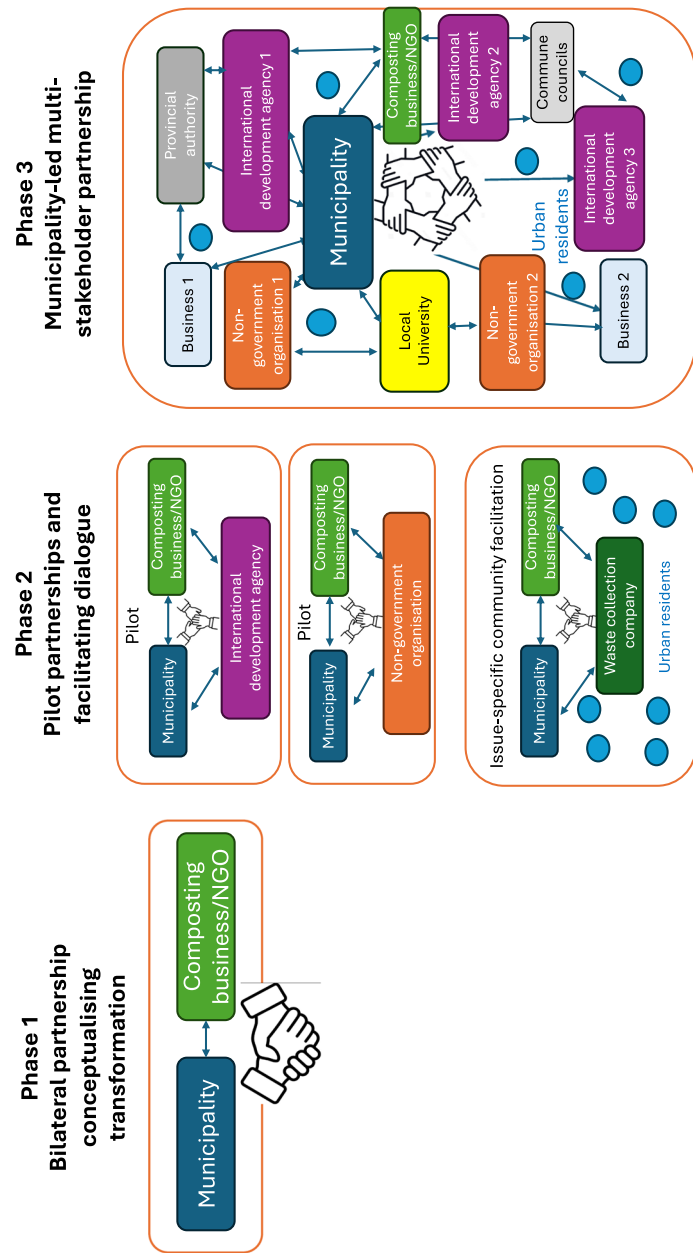 Phase 1
Bilateral partnership
conceptualising
transformation
Municipality
Composting
business/NGO
Phase 2
Pilot partnerships and
facilitating dialogue
Pilot
Municipality
Composting
business/NGO
International
development agency
Pilot
Municipality
Composting
business/NGO
Non-government
organisation
Issue-specific community facilitation
Municipality
Composting
business/NGO
Waste collection
company
Urban residents
Phase 3
Municipality-led multi-
stakeholder partnership
Business 1
Provincial
authority
Non-
government
organisation 1
International
development agency 1
Municipality
Local
University
Composting
business/NGO
International
development
agency 2
Non-
government
organisation 2
Urban
residents
Commune
councils
Business 2
International
development
agency 3